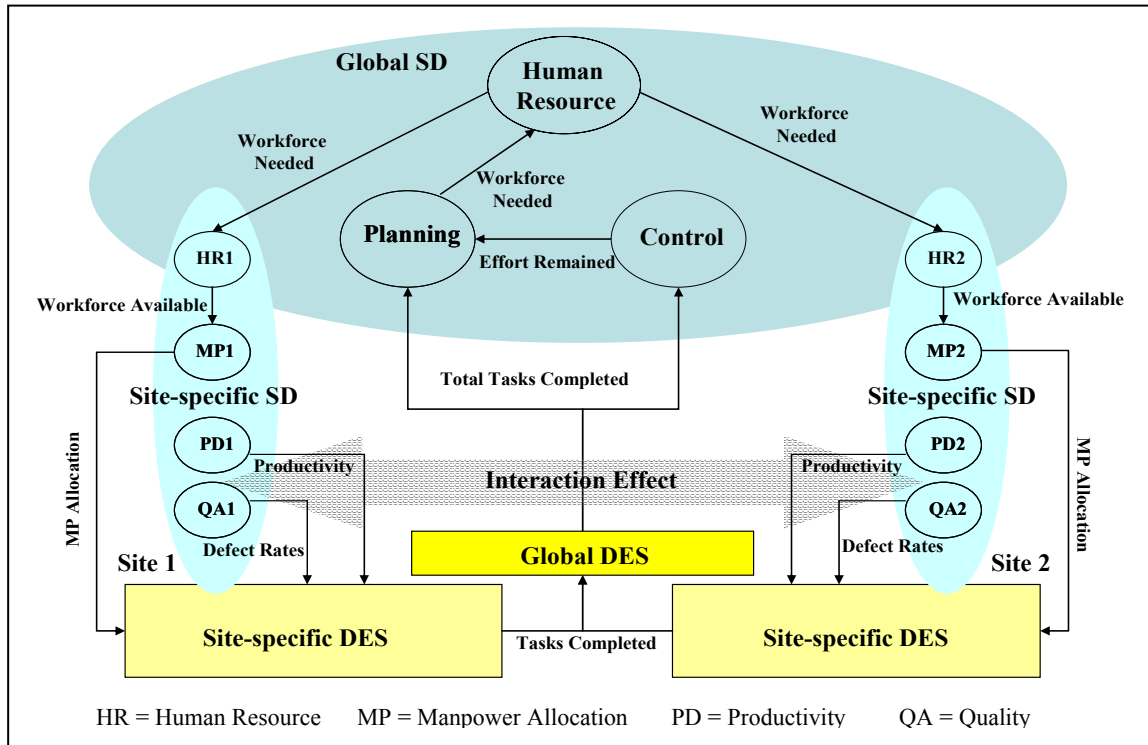 Global SD
Human
Resource
Workforce
Needed
Workforce
Needed
Workforce
Needed
Planning
Control
Effort Remained
HR1
HR2
Workforce Available
Workforce Available
MP1
MP2
Total Tasks Completed
Site-specific SD
Site-specific SD
PD1
PD2
MP Allocation
MP Allocation
Productivity
Productivity
Interaction Effect
QA1
QA2
Defect Rates
Defect Rates
Site 1
Global DES
Site 2
Site-specific DES
Tasks Completed
Site-specific DES
HR = Human Resource MP = Manpower Allocation PD = Productivity QA = Quality